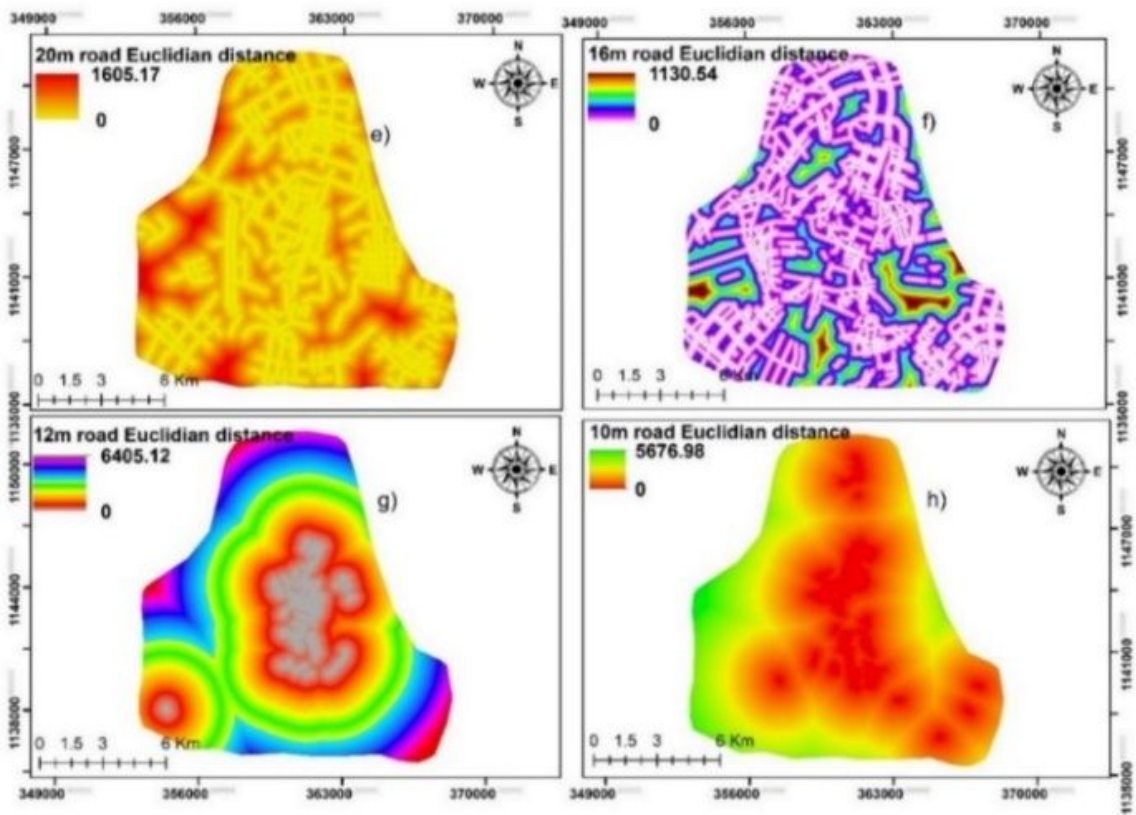 349000 356000 363000 370000 349000 356000 363000 370000
20m road Euclidian distance
1605.17
0
N
W E
S
e)
1147000
1141000
1135000
0 1.5 3 6 Km
16m road Euclidian distance
1130.54
0
N
W E
S
f)
1147000
1141000
1135000
0 1.5 3 6 Km
12m road Euclidian distance
6405.12
0
N
W E
S
g)
1150000
1144000
1138000
0 1.5 3 6 Km
10m road Euclidian distance
5676.98
0
N
W E
S
h)
1147000
1141000
1135000
0 1.5 3 6 Km
349000 356000 363000 370000 349000 356000 363000 370000